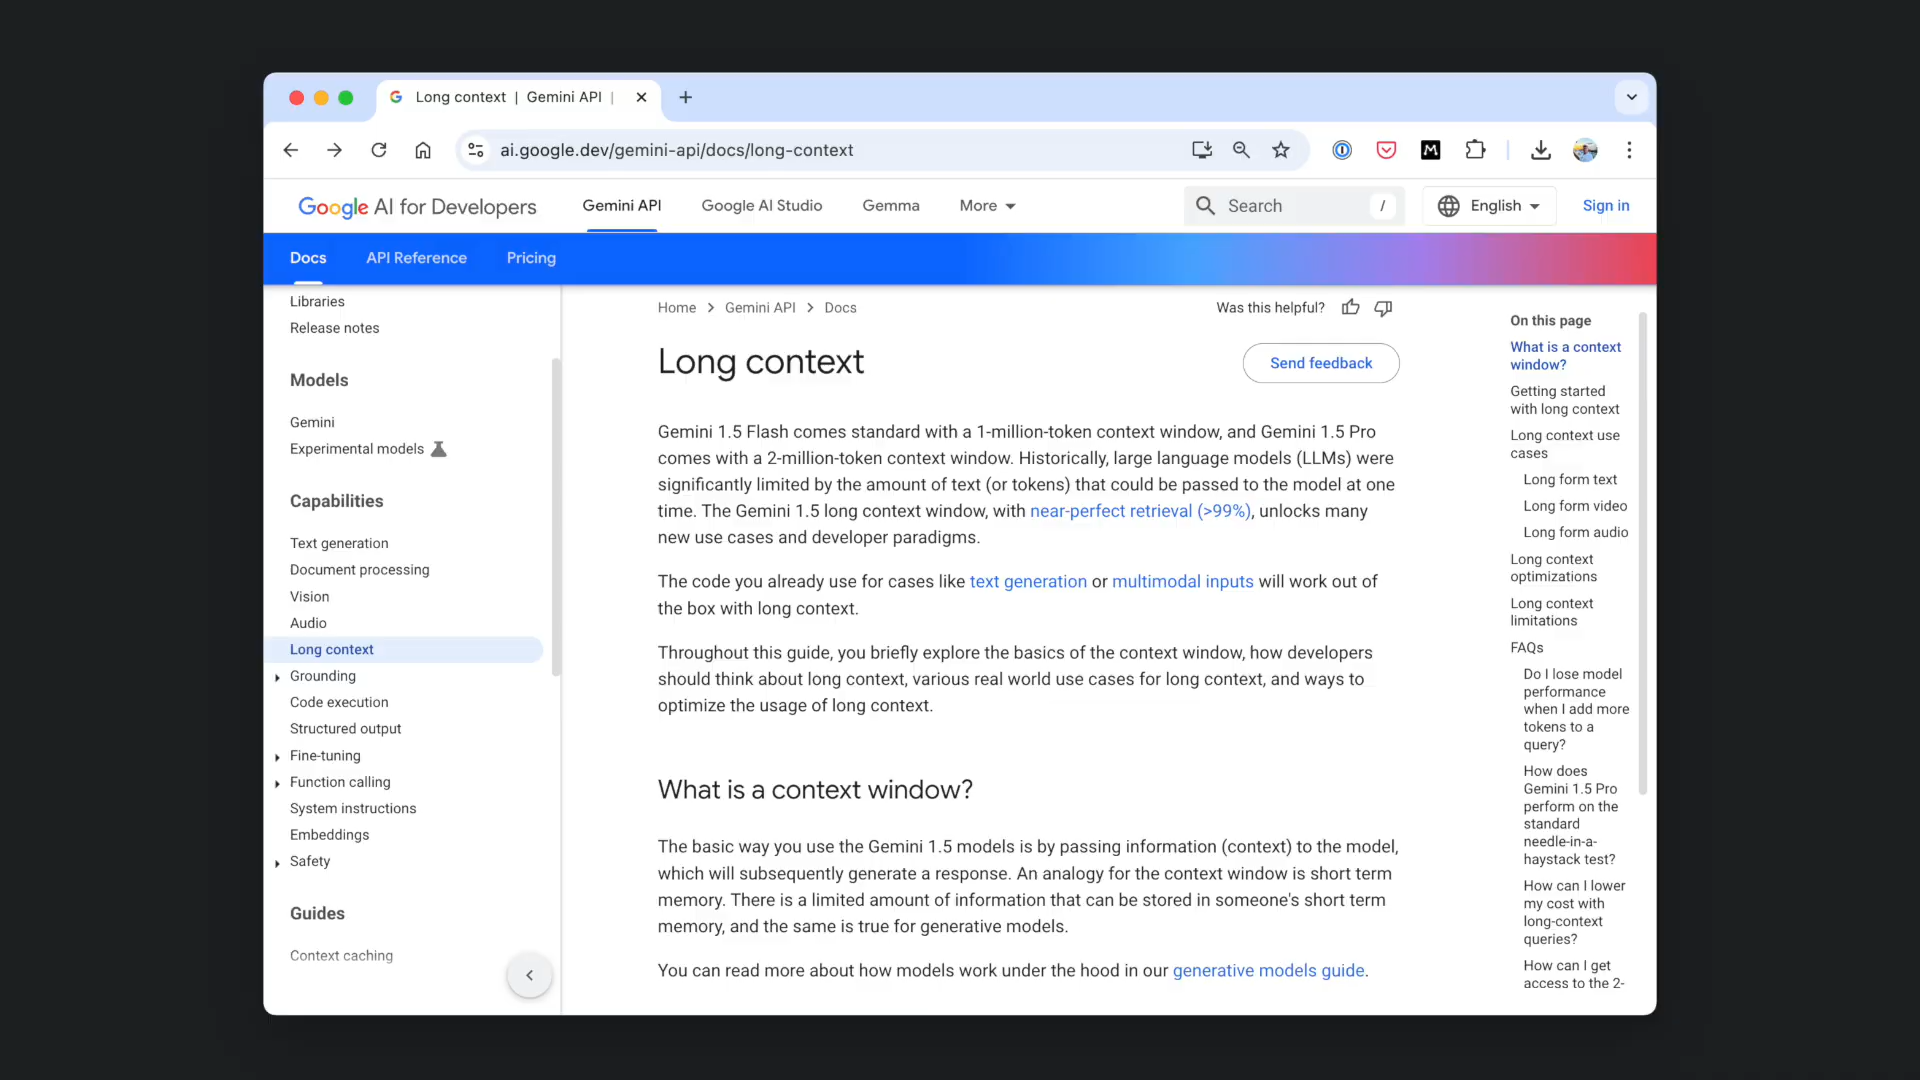 Long context | Gemini API |
ai.google.dev/gemini-api/docs/long-context
Google AI for Developers
Gemini API
Google AI Studio
Gemma
More
Search
/
English
Sign in
Docs
API Reference
Pricing
Libraries
Release notes
Models
Gemini
Experimental models
Capabilities
Text generation
Document processing
Vision
Audio
Long context
Grounding
Code execution
Structured output
Fine-tuning
Function calling
System instructions
Embeddings
Safety
Guides
Context caching
Home > Gemini API > Docs
Was this helpful?
Long context
Send feedback
Gemini 1.5 Flash comes standard with a 1-million-token context window, and Gemini 1.5 Pro
comes with a 2-million-token context window. Historically, large language models (LLMs) were
significantly limited by the amount of text (or tokens) that could be passed to the model at one
time. The Gemini 1.5 long context window, with near-perfect retrieval (>99%), unlocks many
new use cases and developer paradigms.
The code you already use for cases like text generation or multimodal inputs will work out of
the box with long context.
Throughout this guide, you briefly explore the basics of the context window, how developers
should think about long context, various real world use cases for long context, and ways to
optimize the usage of long context.
What is a context window?
The basic way you use the Gemini 1.5 models is by passing information (context) to the model,
which will subsequently generate a response. An analogy for the context window is short term
memory. There is a limited amount of information that can be stored in someone's short term
memory, and the same is true for generative models.
You can read more about how models work under the hood in our generative models guide.
On this page
What is a context
window?
Getting started
with long context
Long context use
cases
Long form text
Long form video
Long form audio
Long context
optimizations
Long context
limitations
FAQs
Do I lose model
performance
when I add more
tokens to a
query?
How does
Gemini 1.5 Pro
perform on the
standard
needle-in-a-
haystack test?
How can I lower
my cost with
long-context
queries?
How can I get
access to the 2-